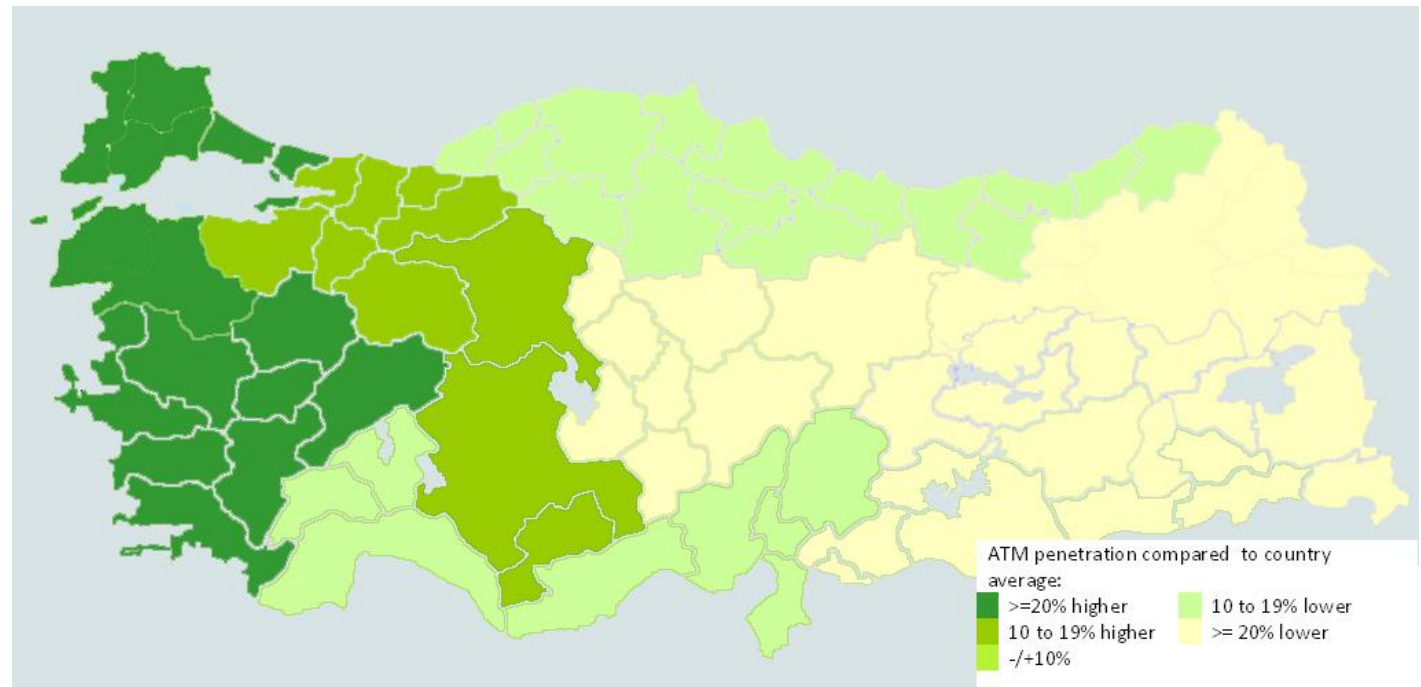 ATM penetration compared to country
average:
>=20% higher
10 to 19% higher
-/+10%
10 to 19% lower
>= 20% lower